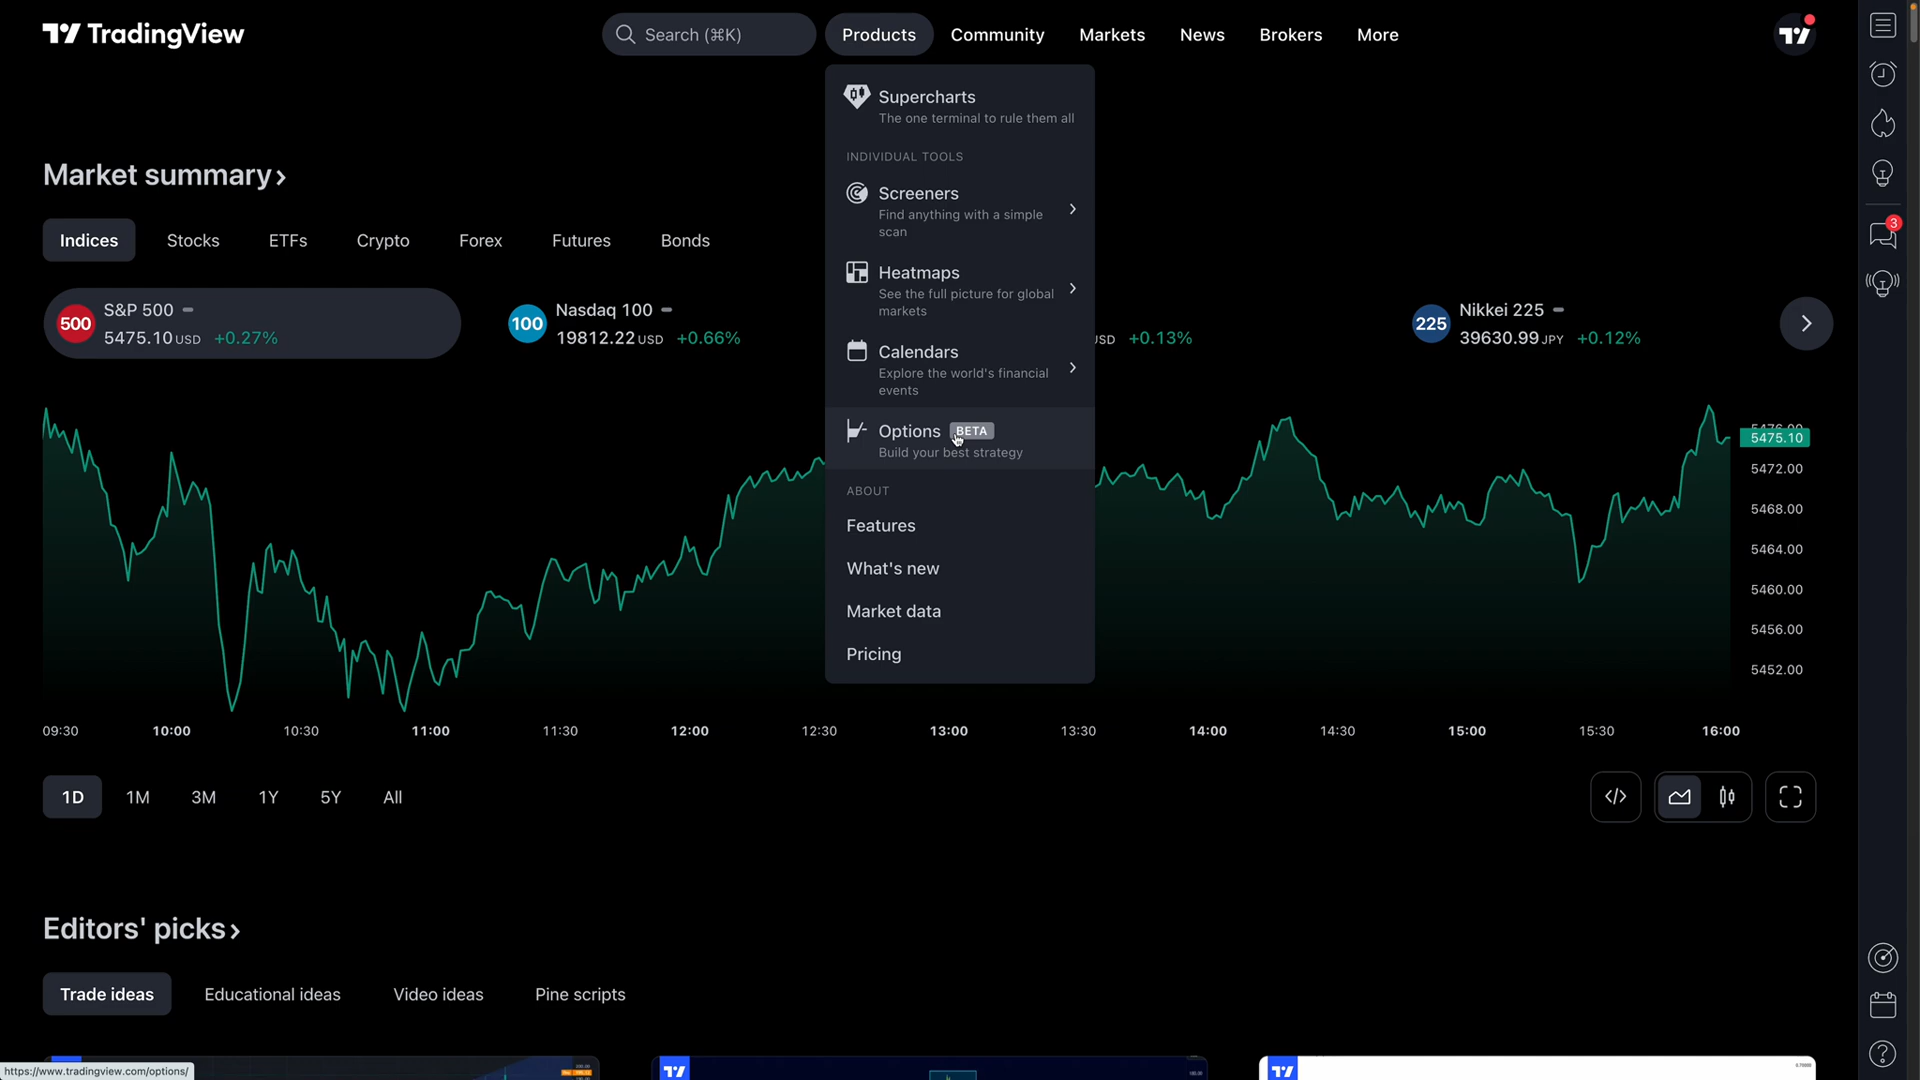 TradingView
Search (⌘K)
Products
Community
Markets
News
Brokers
More
Supercharts
The one terminal to rule them all
INDIVIDUAL TOOLS
Screeners
Find anything with a simple
scan
Heatmaps
See the full picture for global
markets
Calendars
Explore the world's financial
events
Options BETA
Build your best strategy
ABOUT
Features
What's new
Market data
Pricing
3
Market summary
Indices
Stocks
ETFs
Crypto
Forex
Futures
Bonds
500
S&P 500
5475.10 USD +0.27%
100
Nasdaq 100
19812.22 USD +0.66%
SD +0.13%
225
Nikkei 225
39630.99 JPY +0.12%
5475.10
5472.00
5468.00
5464.00
5460.00
5456.00
5452.00
09:30
10:00
10:30
11:00
11:30
12:00
12:30
13:00
13:30
14:00
14:30
15:00
15:30
16:00
1D
1M
3M
1Y
5Y
All
Editors' picks
Trade ideas
Educational ideas
Video ideas
Pine scripts
https://www.tradingview.com/options/